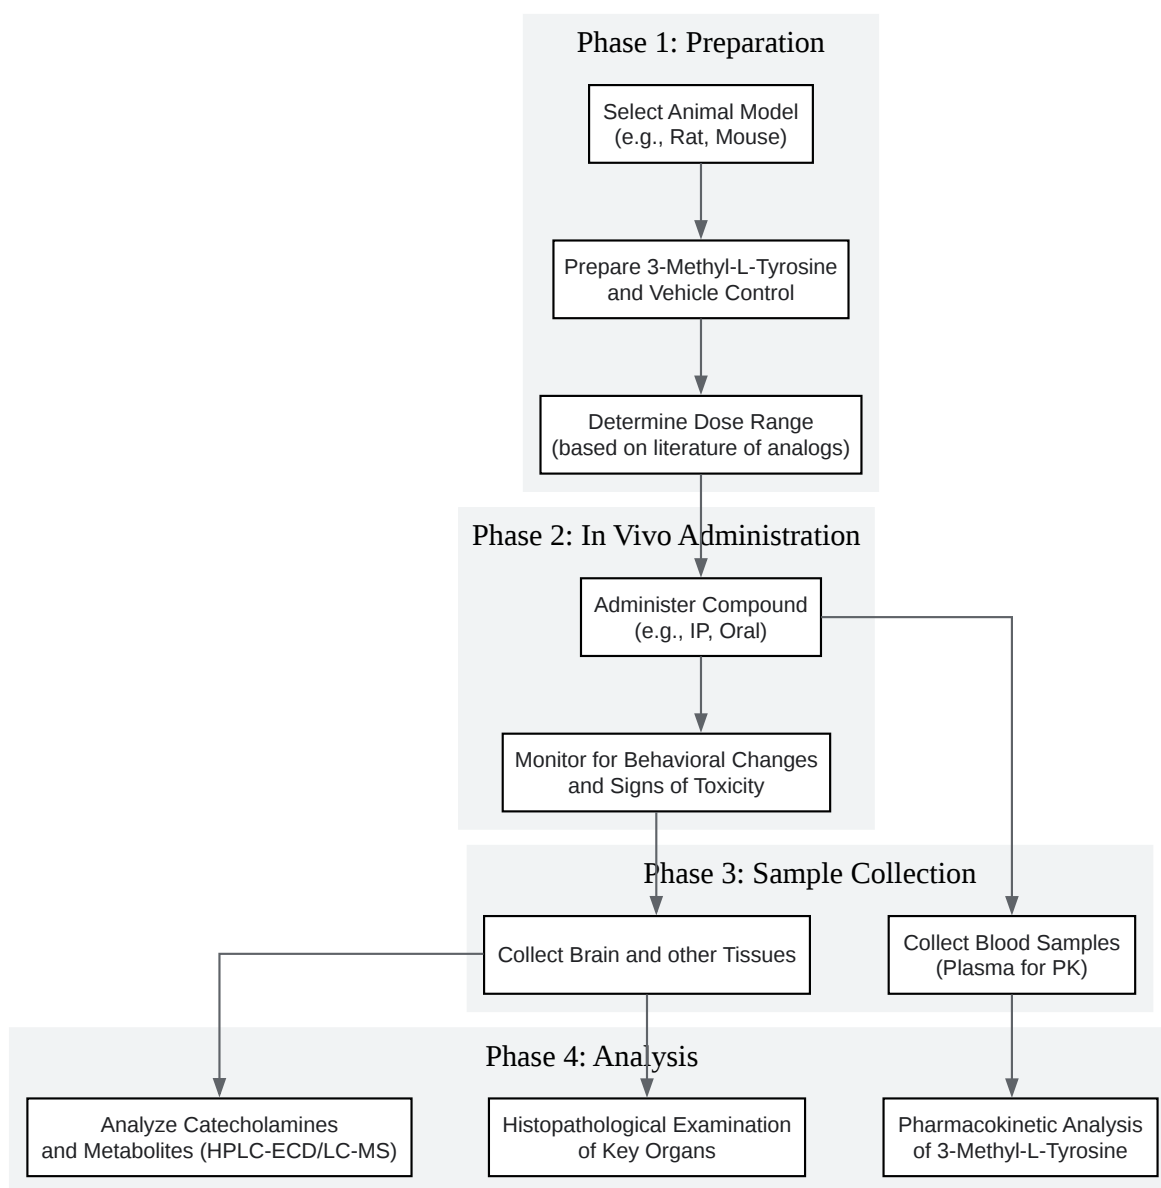 Phase 1: Preparation
Select Animal Model
(e.g., Rat, Mouse)
Prepare 3-Methyl-L-Tyrosine
and Vehicle Control
Determine Dose Range
(based on literature of analogs)
Phase 2: In Vivo Administration
Administer Compound
(e.g., IP, Oral)
Monitor for Behavioral Changes
and Signs of Toxicity
Phase 3: Sample Collection
Collect Brain and other Tissues
Collect Blood Samples
(Plasma for PK)
Phase 4: Analysis
Analyze Catecholamines
and Metabolites (HPLC-ECD/LC-MS)
Histopathological Examination
of Key Organs
Pharmacokinetic Analysis
of 3-Methyl-L-Tyrosine